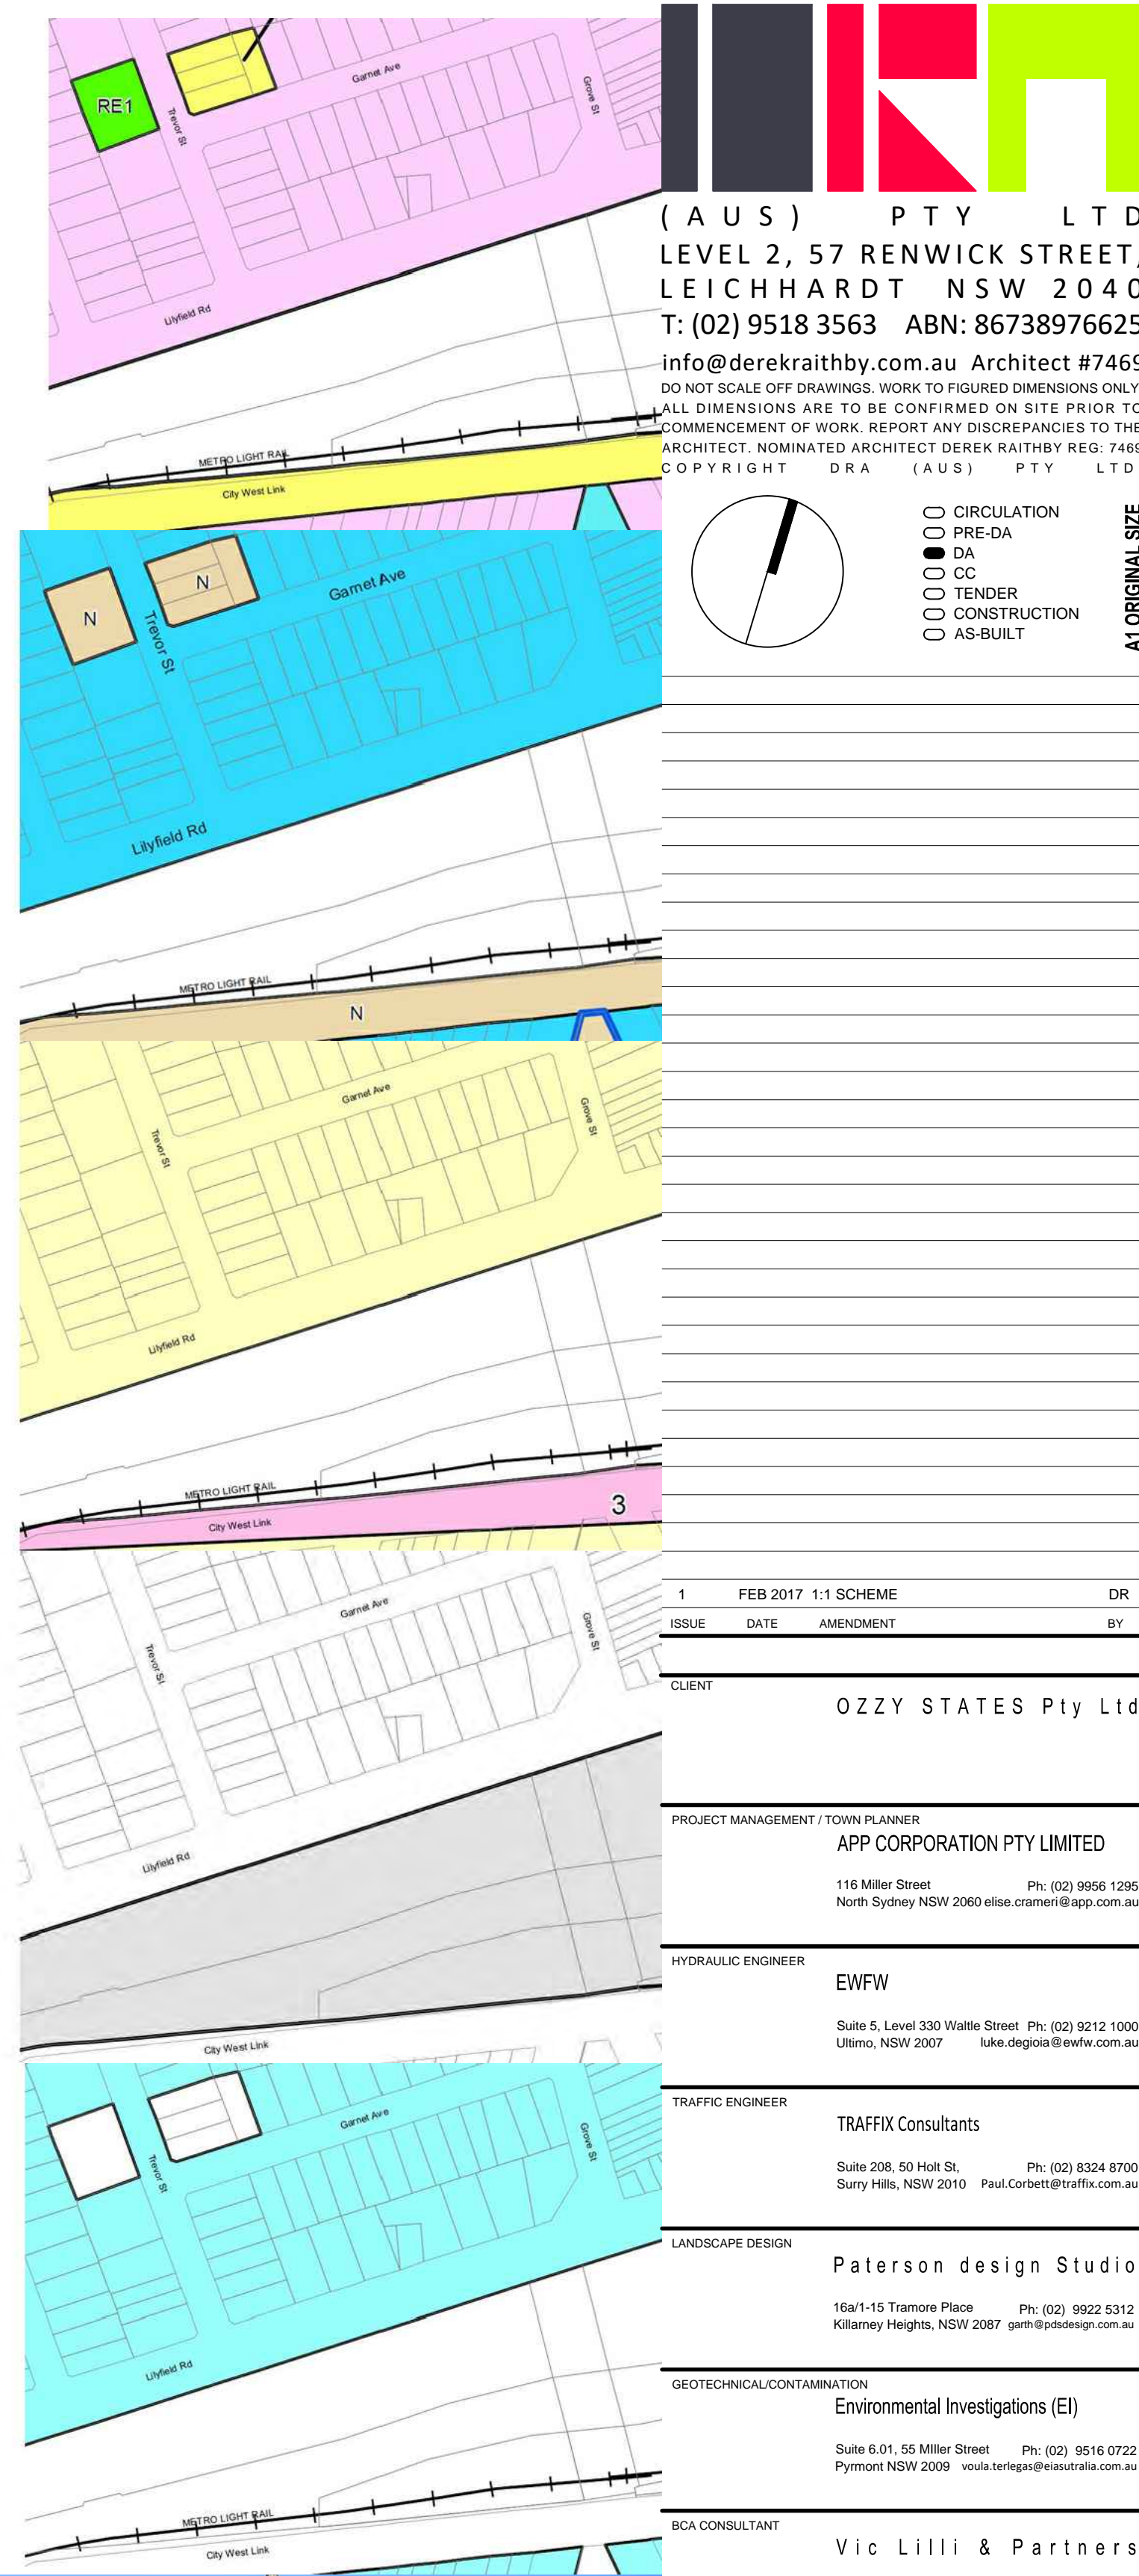 RE1
Trevor St
Garnet Ave
Grove St
Lilyfield Rd
METRO LIGHT RAIL
City West Link
N
N
Trevor St
Garnet Ave
Lilyfield Rd
METRO LIGHT RAIL
N
Garnet Ave
Trevor St
Grove St
Lilyfield Rd
METRO LIGHT RAIL
City West Link
3
Garnet Ave
Trevor St
Grove St
Lilyfield Rd
City West Link
Garnet Ave
Trevor St
Grove St
Lilyfield Rd
METRO LIGHT RAIL
City West Link
(AUS) PTY LTD
LEVEL 2, 57 RENWICK STREET,
LEICHHARDT NSW 2040
T: (02) 9518 3563 ABN: 86738976625
info@derekraithby.com.au Architect #7469
DO NOT SCALE OFF DRAWINGS. WORK TO FIGURED DIMENSIONS ONLY.
ALL DIMENSIONS ARE TO BE CONFIRMED ON SITE PRIOR TO
COMMENCEMENT OF WORK. REPORT ANY DISCREPANCIES TO THE
ARCHITECT. NOMINATED ARCHITECT DEREK RAITHBY REG: 7469
COPYRIGHT DRA (AUS) PTY LTD
CIRCULATION
PRE-DA
DA
CC
TENDER
CONSTRUCTION
AS-BUILT
A1 ORIGINAL SIZE
1 FEB 2017 1:1 SCHEME DR
ISSUE DATE AMENDMENT BY
CLIENT
OZZY STATES Pty Ltd
PROJECT MANAGEMENT / TOWN PLANNER
APP CORPORATION PTY LIMITED
116 Miller Street Ph: (02) 9956 1295
North Sydney NSW 2060 elise.crameri@app.com.au
HYDRAULIC ENGINEER
EWFW
Suite 5, Level 330 Waltle Street Ph: (02) 9212 1000
Ultimo, NSW 2007 luke.degioia@ewfw.com.au
TRAFFIC ENGINEER
TRAFFIX Consultants
Suite 208, 50 Holt St, Ph: (02) 8324 8700
Surry Hills, NSW 2010 Paul.Corbett@traffix.com.au
LANDSCAPE DESIGN
Paterson design Studio
16a/1-15 Tramore Place Ph: (02) 9922 5312
Killarney Heights, NSW 2087 garth@pdsdesign.com.au
GEOTECHNICAL/CONTAMINATION
Environmental Investigations (EI)
Suite 6.01, 55 MIller Street Ph: (02) 9516 0722
Pyrmont NSW 2009 voula.terlegas@eiasutralia.com.au
BCA CONSULTANT
Vic Lilli & Partners